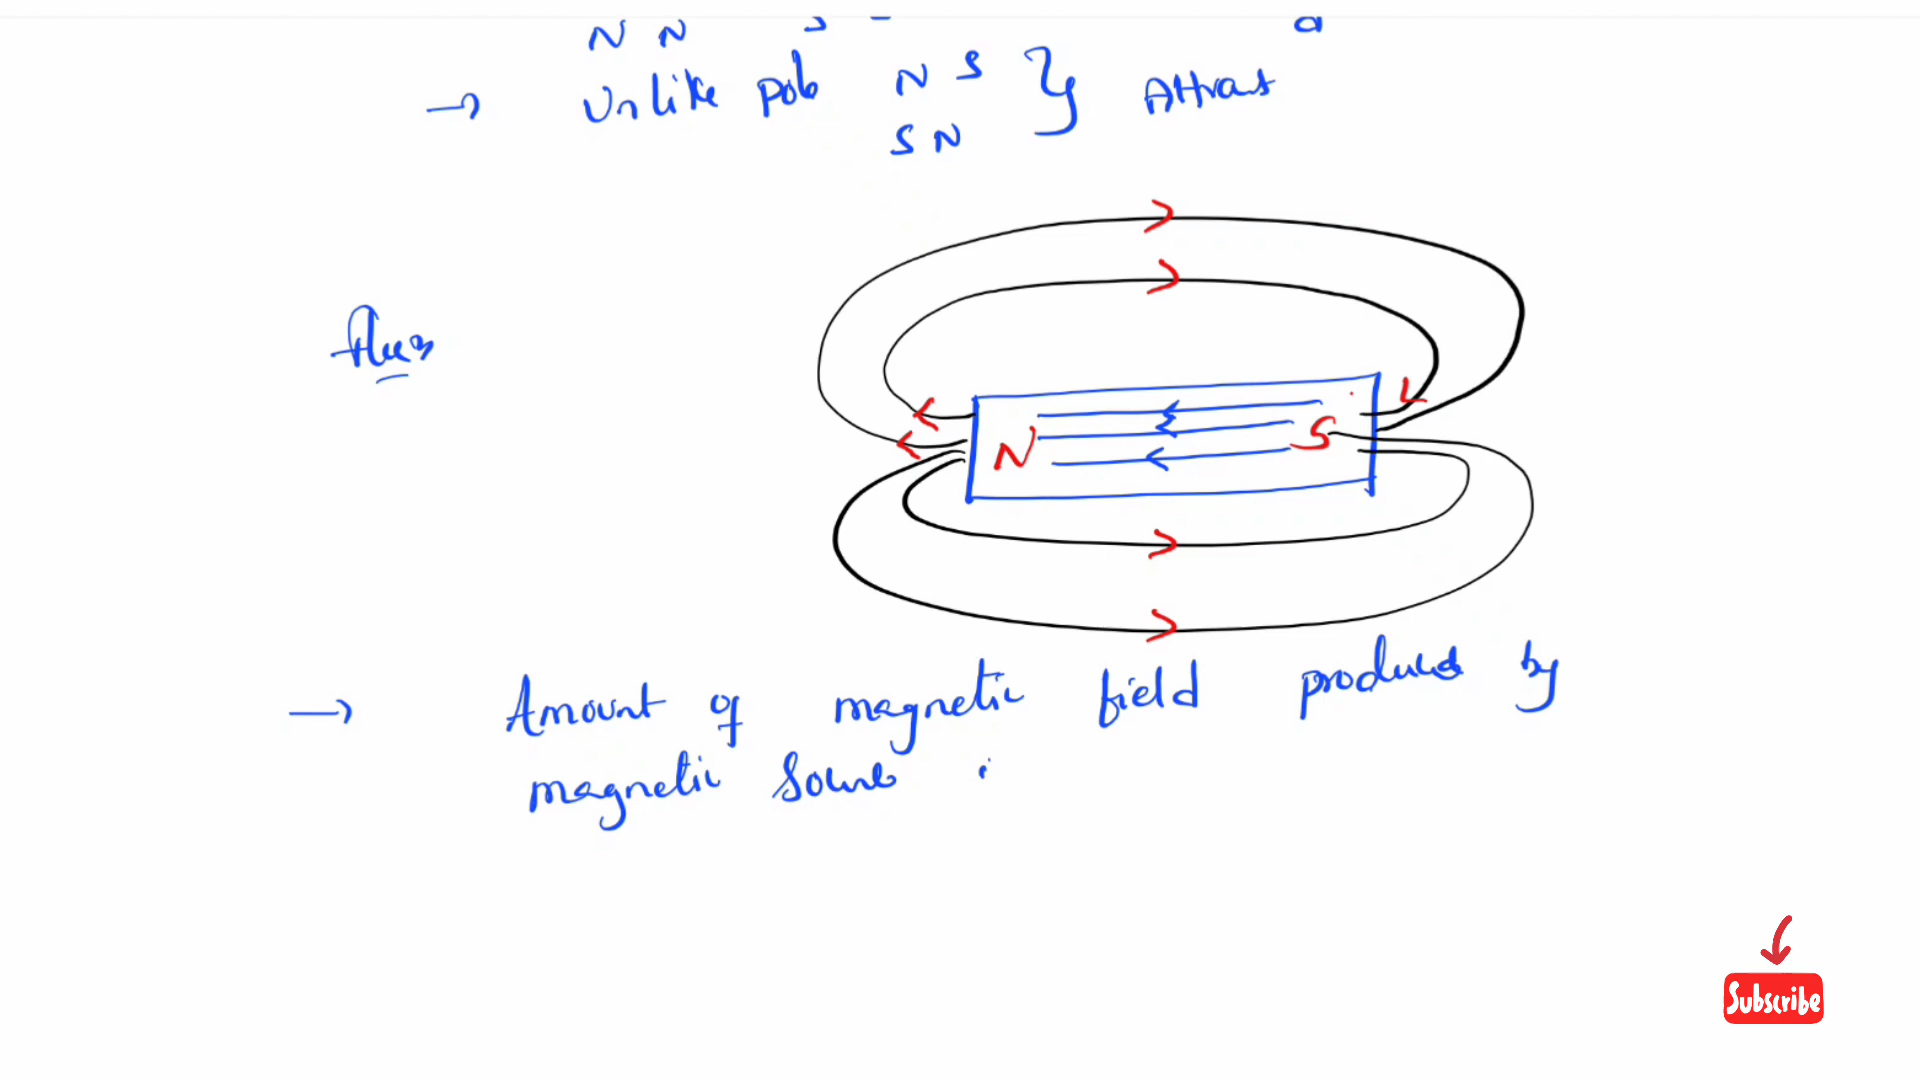 N N
→ Unlike pole N S } Attract
S N
flux
N S
→ Amount of magnetic field produced by
magnetic source i
Subscribe